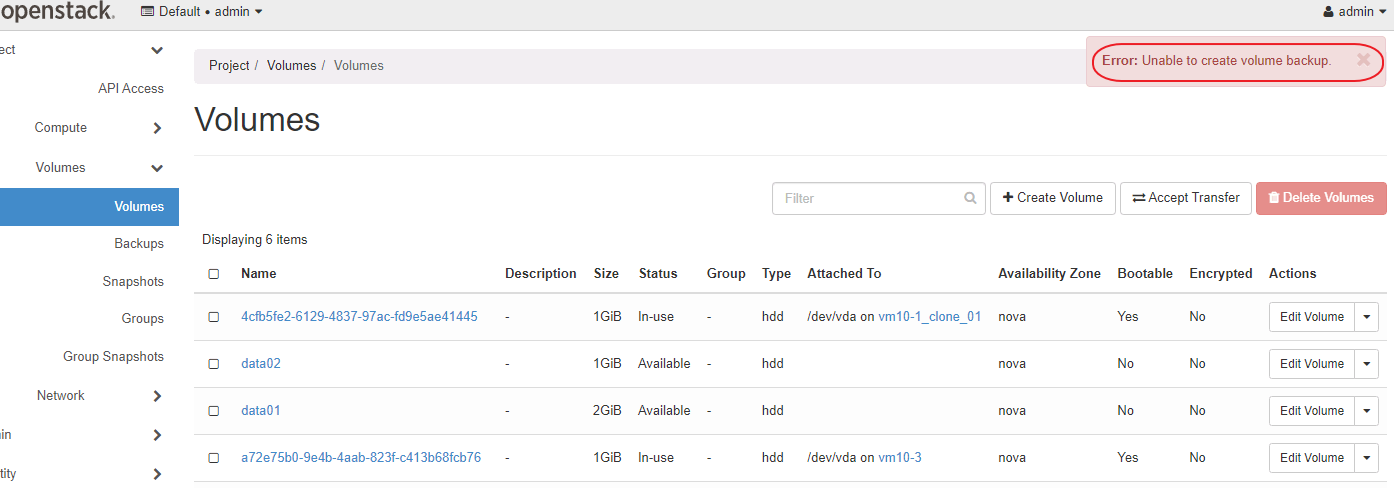 openstack. Default • admin admin
ect
API Access
Compute
Volumes
Volumes
Backups
Snapshots
Groups
Group Snapshots
Network
in
tity
Project / Volumes / Volumes
Error: Unable to create volume backup.
Volumes
Filter Create Volume Accept Transfer Delete Volumes
Displaying 6 items
Name Description Size Status Group Type Attached To Availability Zone Bootable Encrypted Actions
4cfb5fe2-6129-4837-97ac-fd9e5ae41445 - 1GiB In-use - hdd /dev/vda on vm10-1_clone_01 nova Yes No Edit Volume
data02 - 1GiB Available - hdd nova No No Edit Volume
data01 - 2GiB Available - hdd nova No No Edit Volume
a72e75b0-9e4b-4aab-823f-c413b68fcb76 - 1GiB In-use - hdd /dev/vda on vm10-3 nova Yes No Edit Volume